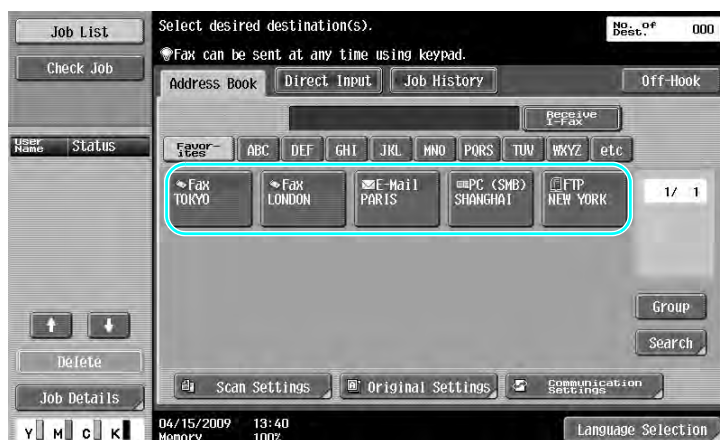 Job List
Check Job
User Name Status
Delete
Job Details
Y M C K
Select desired destination(s).
Fax can be sent at any time using keypad.
No. of Dest. 000
Address Book Direct Input Job History Off-Hook
Receive I-Fax
Favor-ites ABC DEF GHI JKL MNO PQRS TUV WXYZ etc
Fax TOKYO
Fax LONDON
E-Mail PARIS
PC (SMB) SHANGHAI
FTP NEW YORK
1/ 1
Group
Search
Scan Settings Original Settings Communication Settings
04/15/2009 13:40
Memory 100%
Language Selection